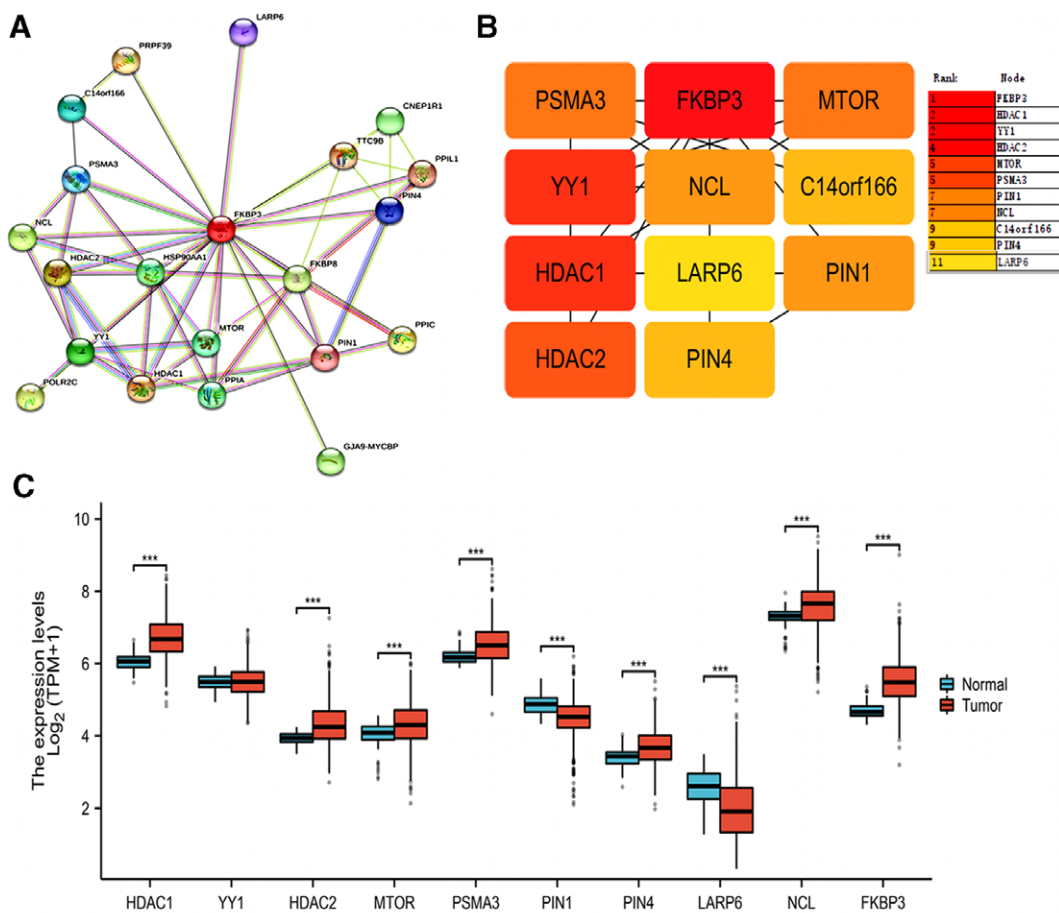 A
LARP6
PRPF39
C14orf166
CNEP1R1
TTC9B
PPIL1
PSMA3
PIN4
FKBP3
NCL
HDAC2
HSP90AA1
FKBP8
MTOR
PPIC
YY1
PIN1
HDAC1
PPIA
POLR2C
GJA9-MYCBP
B
PSMA3 FKBP3 MTOR
YY1 NCL C14orf166
HDAC1 LARP6 PIN1
HDAC2 PIN4
Rank Node
1 FKBP3
2 HDAC1
2 YY1
4 HDAC2
5 MTOR
5 PSMA3
7 PIN1
7 NCL
9 C14orf166
9 PIN4
11 LARP6
C
The expression levels
Log2 (TPM+1)
10
8
6
4
2
***
***
***
***
***
***
***
***
***
Normal
Tumor
HDAC1 YY1 HDAC2 MTOR PSMA3 PIN1 PIN4 LARP6 NCL FKBP3